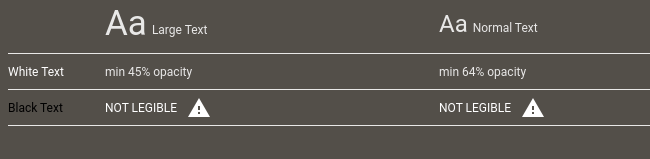 Aa Large Text Aa Normal Text
White Text min 45% opacity min 64% opacity
Black Text NOT LEGIBLE NOT LEGIBLE